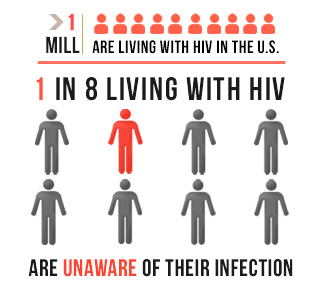 > 1
MILL ARE LIVING WITH HIV IN THE U.S.
1 IN 8 LIVING WITH HIV
ARE UNAWARE OF THEIR INFECTION